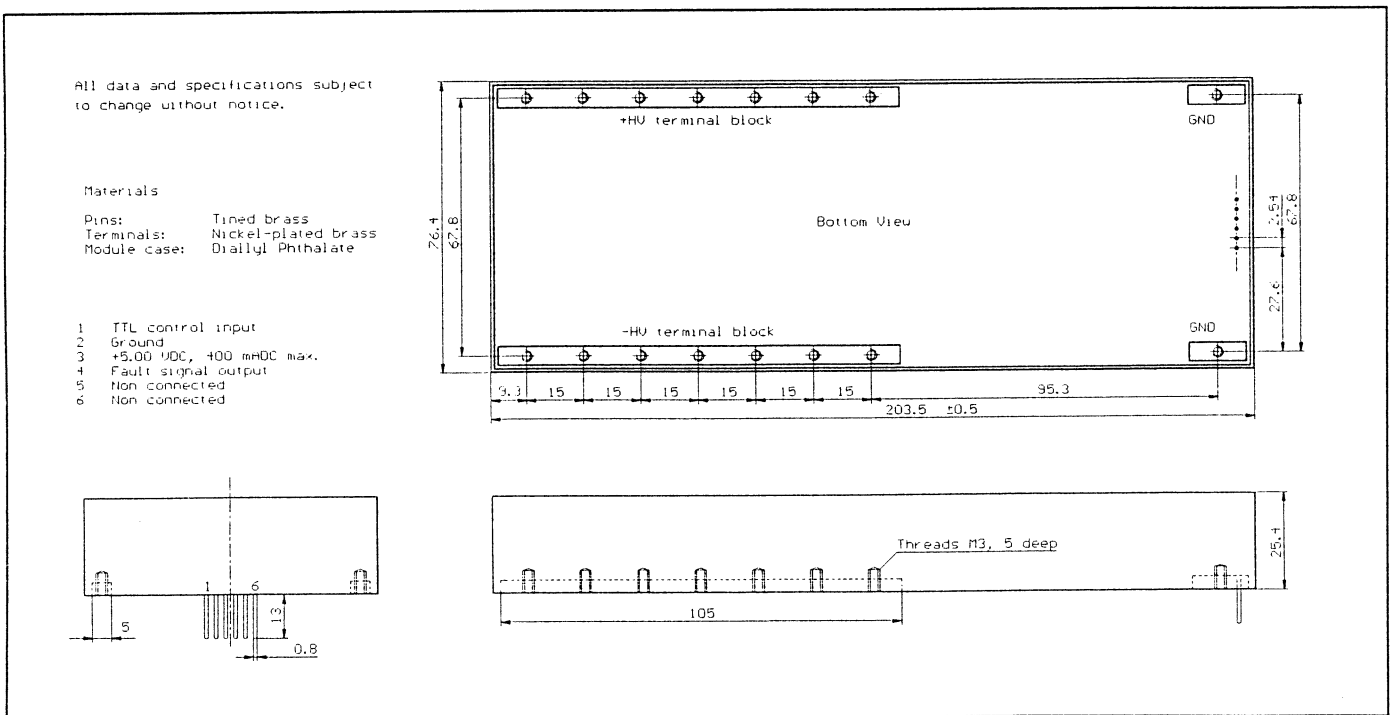 All data and specifications subject
to change without notice.
Materials
Pins: Tined brass
Terminals: Nickel-plated brass
Module case: Diallyl Phthalate
1 TTL control input
2 Ground
3 +5.00 VDC, 400 mADC max.
4 Fault signal output
5 Non connected
6 Non connected
+HV terminal block
GND
76.4
67.8
Bottom View
2.54
67.8
27.6
-HV terminal block
GND
9.3 15 15 15 15 15 15 95.3
203.5 ±0.5
1 6
5
13
0.8
Threads M3, 5 deep
105
25.4